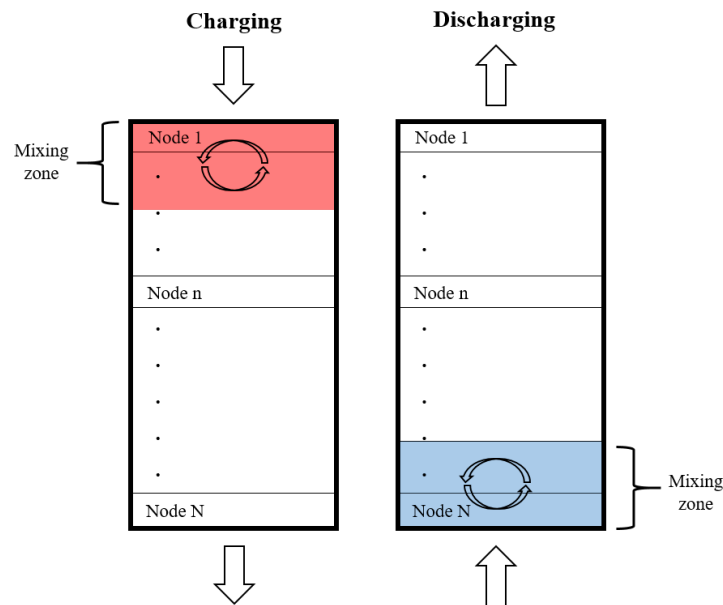 Charging
Discharging
Node 1
Node 1
Mixing
zone
Node n
Node n
Node N
Node N
Mixing
zone